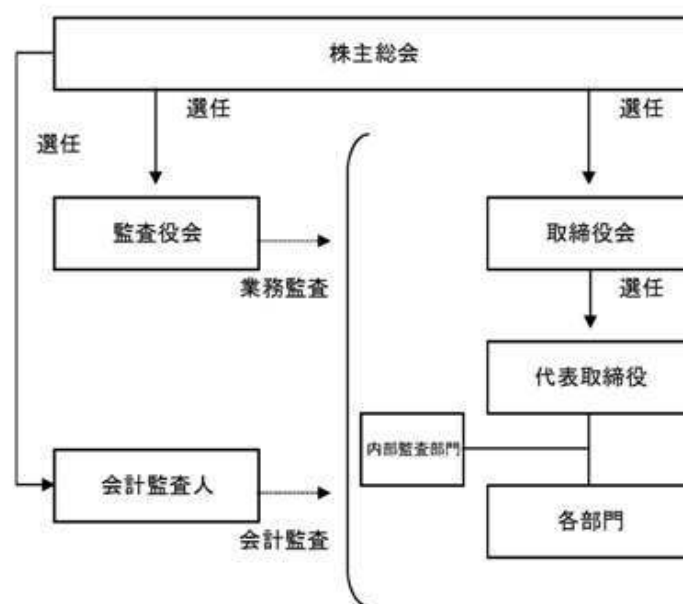 株主総会
選任
選任
選任
監査役会
取締役会
業務監査
選任
代表取締役
内部監査部門
会計監査人
各部門
会計監査